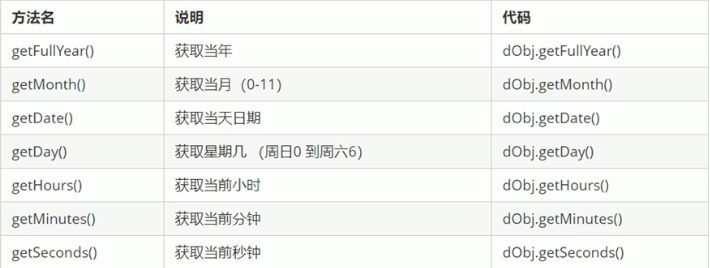 方法名 说明 代码
getFullYear() 获取当年 dObj.getFullYear()
getMonth() 获取当月（0-11） dObj.getMonth()
getDate() 获取当天日期 dObj.getDate()
getDay() 获取星期几 （周日0 到周六6） dObj.getDay()
getHours() 获取当前小时 dObj.getHours()
getMinutes() 获取当前分钟 dObj.getMinutes()
getSeconds() 获取当前秒钟 dObj.getSeconds()